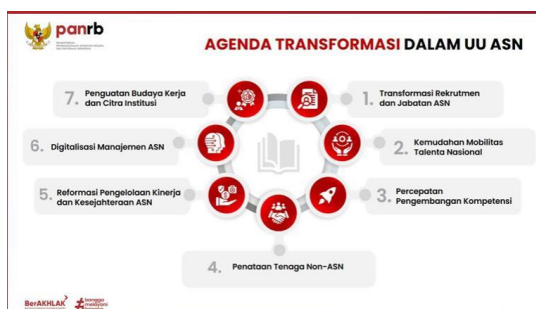 panrb
AGENDA TRANSFORMASI DALAM UU ASN
7. Penguatan Budaya Kerja
dan Citra Institusi
1. Transformasi Rekrutmen
dan Jabatan ASN
6. Digitalisasi Manajemen ASN
2. Kemudahan Mobilitas
Talenta Nasional
5. Reformasi Pengelolaan Kinerja
dan Kesejahteraan ASN
3. Percepatan
Pengembangan Kompetensi
4. Penataan Tenaga Non-ASN
BerAKHLAK
# bangga
melayani